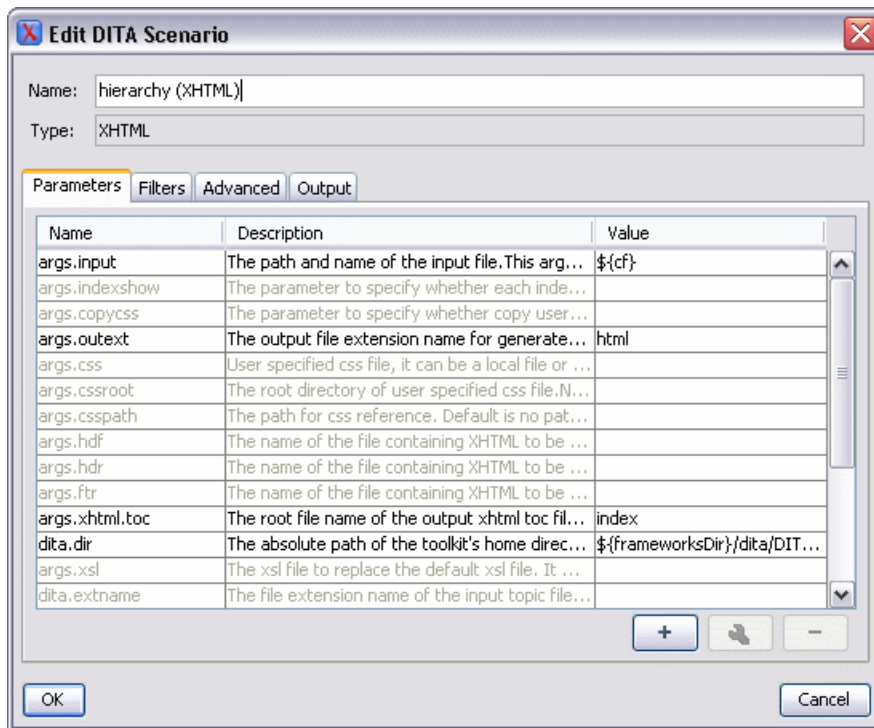 Edit DITA Scenario
Name: hierarchy (XHTML)
Type: XHTML
Parameters Filters Advanced Output
Name Description Value
args.input The path and name of the input file.This arg... ${cf}
args.indexshow The parameter to specify whether each inde...
args.copycss The parameter to specify whether copy user...
args.outext The output file extension name for generate... html
args.css User specified css file, it can be a local file or ...
args.cssroot The root directory of user specified css file.N...
args.csspath The path for css reference. Default is no pat...
args.hdf The name of the file containing XHTML to be ...
args.hdr The name of the file containing XHTML to be ...
args.ftr The name of the file containing XHTML to be ...
args.xhtml.toc The root file name of the output xhtml toc fil... index
dita.dir The absolute path of the toolkit's home direc... ${frameworksDir}/dita/DIT...
args.xsl The xsl file to replace the default xsl file. It ...
dita.extname The file extension name of the input topic file...
OK Cancel